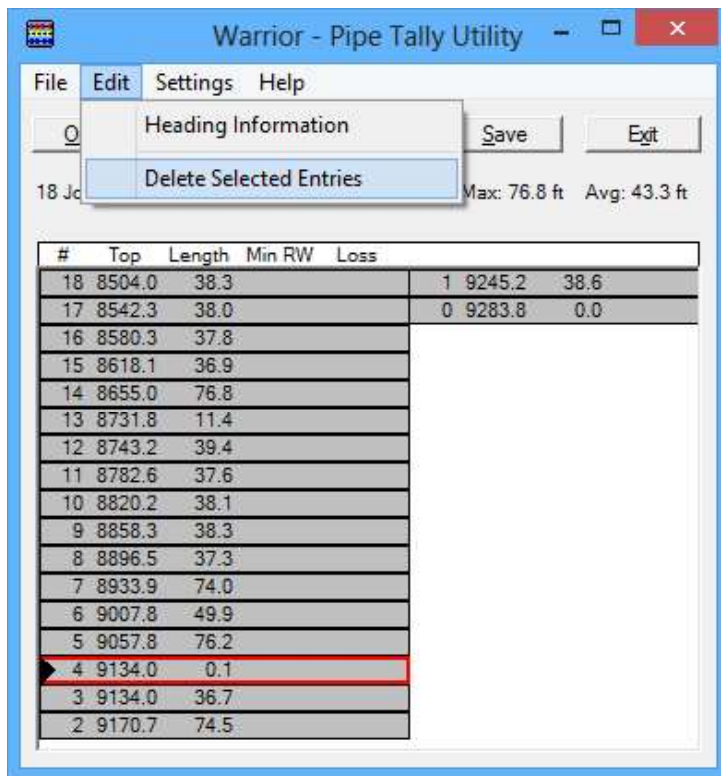 Warrior - Pipe Tally Utility
File Edit Settings Help
Heading Information
Save Exit
Delete Selected Entries
18 Max: 76.8 ft Avg: 43.3 ft
# Top Length Min RW Loss
18 8504.0 38.3 1 9245.2 38.6
17 8542.3 38.0 0 9283.8 0.0
16 8580.3 37.8
15 8618.1 36.9
14 8655.0 76.8
13 8731.8 11.4
12 8743.2 39.4
11 8782.6 37.6
10 8820.2 38.1
9 8858.3 38.3
8 8896.5 37.3
7 8933.9 74.0
6 9007.8 49.9
5 9057.8 76.2
4 9134.0 0.1
3 9134.0 36.7
2 9170.7 74.5